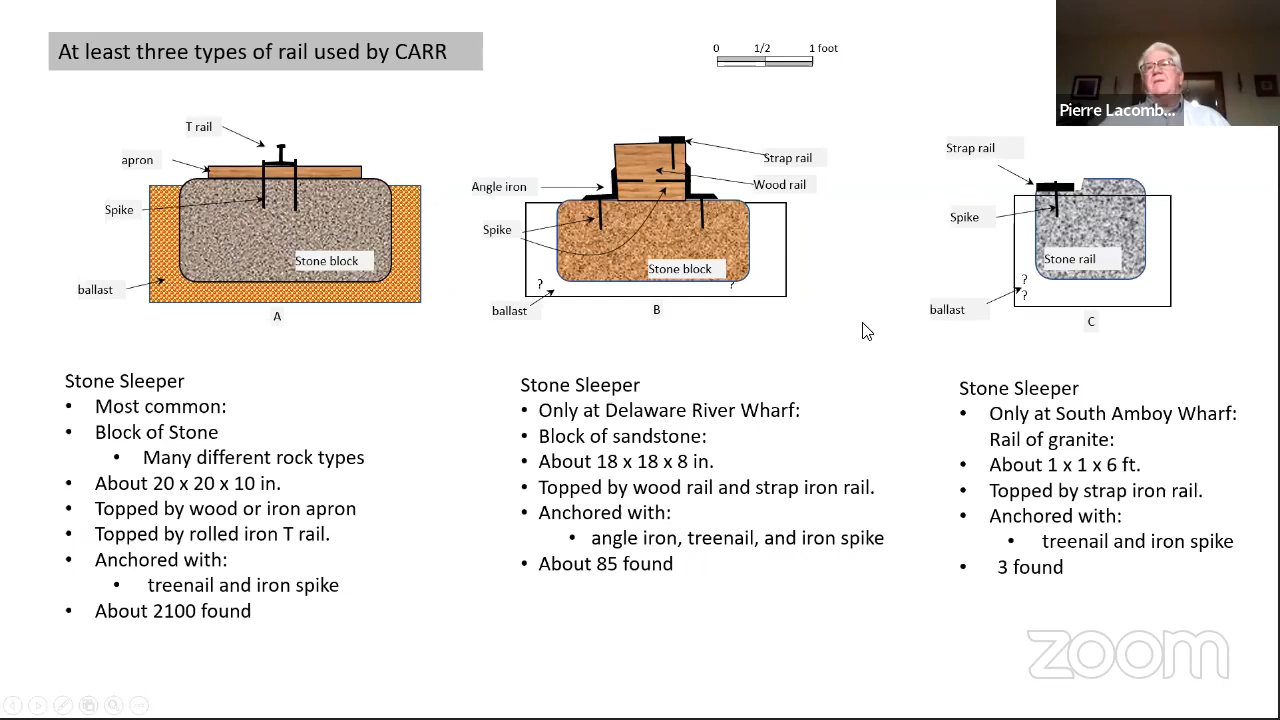 At least three types of rail used by CARR
0 1/2 1 foot
Pierre Lacomb...
T rail
apron
Spike
Stone block
ballast
A
Strap rail
Wood rail
Angle iron
Spike
Stone block
?
?
ballast
B
Strap rail
Spike
Stone rail
?
?
ballast
C
Stone Sleeper
• Most common:
• Block of Stone
• Many different rock types
• About 20 x 20 x 10 in.
• Topped by wood or iron apron
• Topped by rolled iron T rail.
• Anchored with:
• treenail and iron spike
• About 2100 found
Stone Sleeper
• Only at Delaware River Wharf:
• Block of sandstone:
• About 18 x 18 x 8 in.
• Topped by wood rail and strap iron rail.
• Anchored with:
• angle iron, treenail, and iron spike
• About 85 found
Stone Sleeper
• Only at South Amboy Wharf:
Rail of granite:
• About 1 x 1 x 6 ft.
• Topped by strap iron rail.
• Anchored with:
• treenail and iron spike
• 3 found
zoom